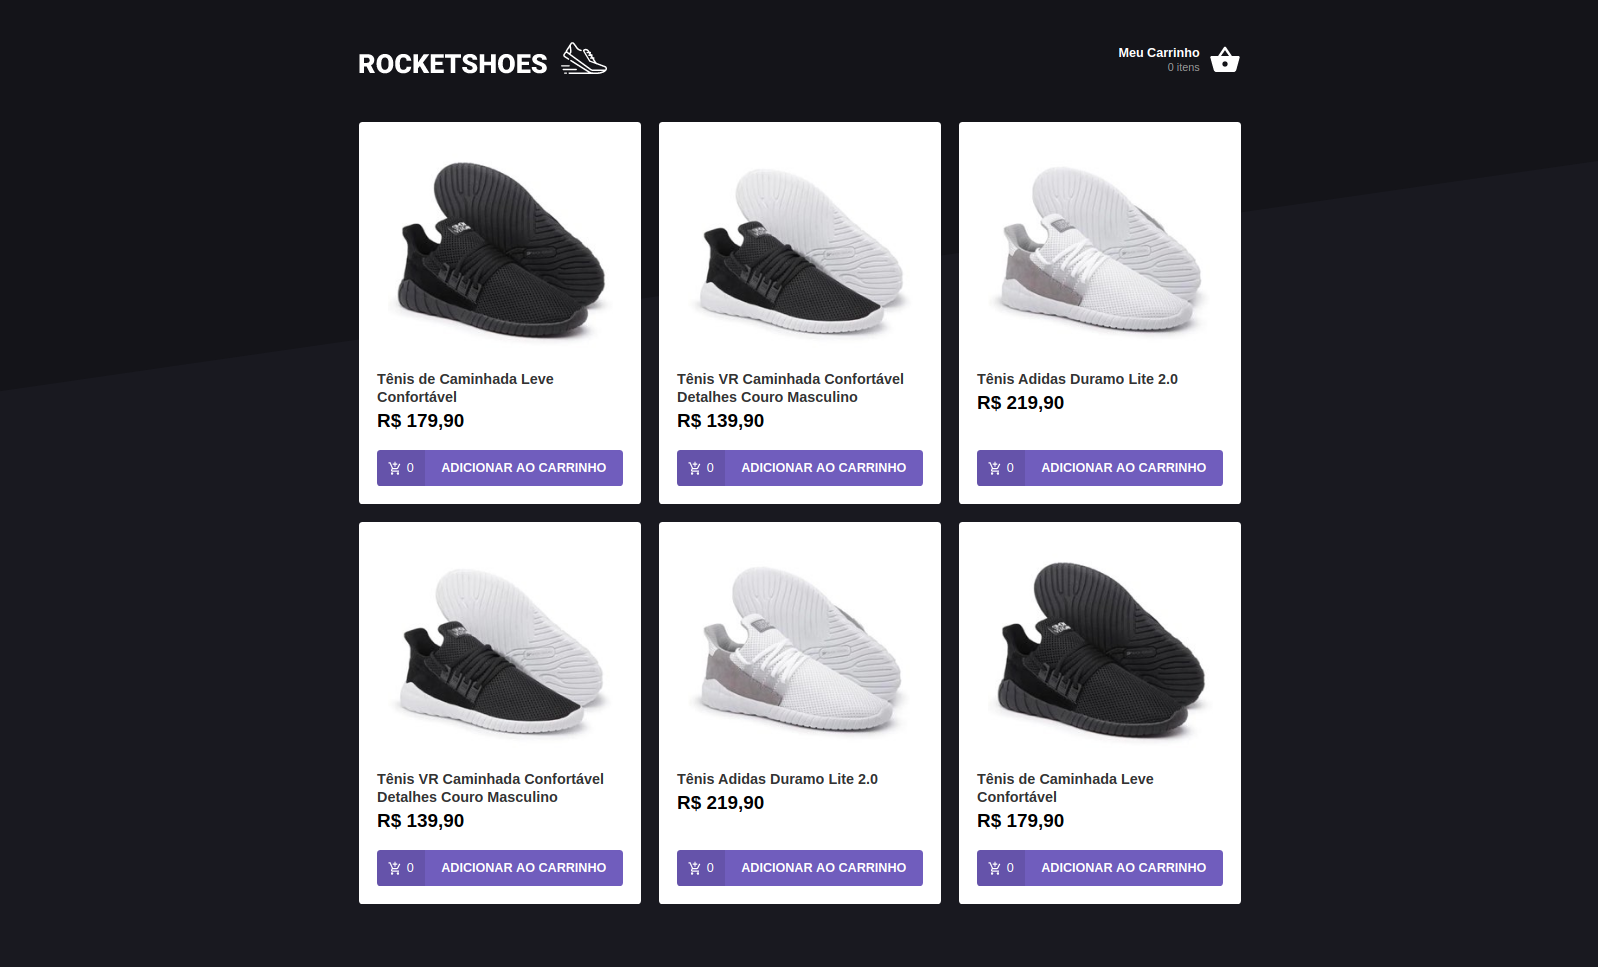 ROCKETSHOES
Meu Carrinho
0 itens
Tênis de Caminhada Leve
Confortável
R$ 179,90
0 ADICIONAR AO CARRINHO
Tênis VR Caminhada Confortável
Detalhes Couro Masculino
R$ 139,90
0 ADICIONAR AO CARRINHO
Tênis Adidas Duramo Lite 2.0
R$ 219,90
0 ADICIONAR AO CARRINHO
Tênis VR Caminhada Confortável
Detalhes Couro Masculino
R$ 139,90
0 ADICIONAR AO CARRINHO
Tênis Adidas Duramo Lite 2.0
R$ 219,90
0 ADICIONAR AO CARRINHO
Tênis de Caminhada Leve
Confortável
R$ 179,90
0 ADICIONAR AO CARRINHO